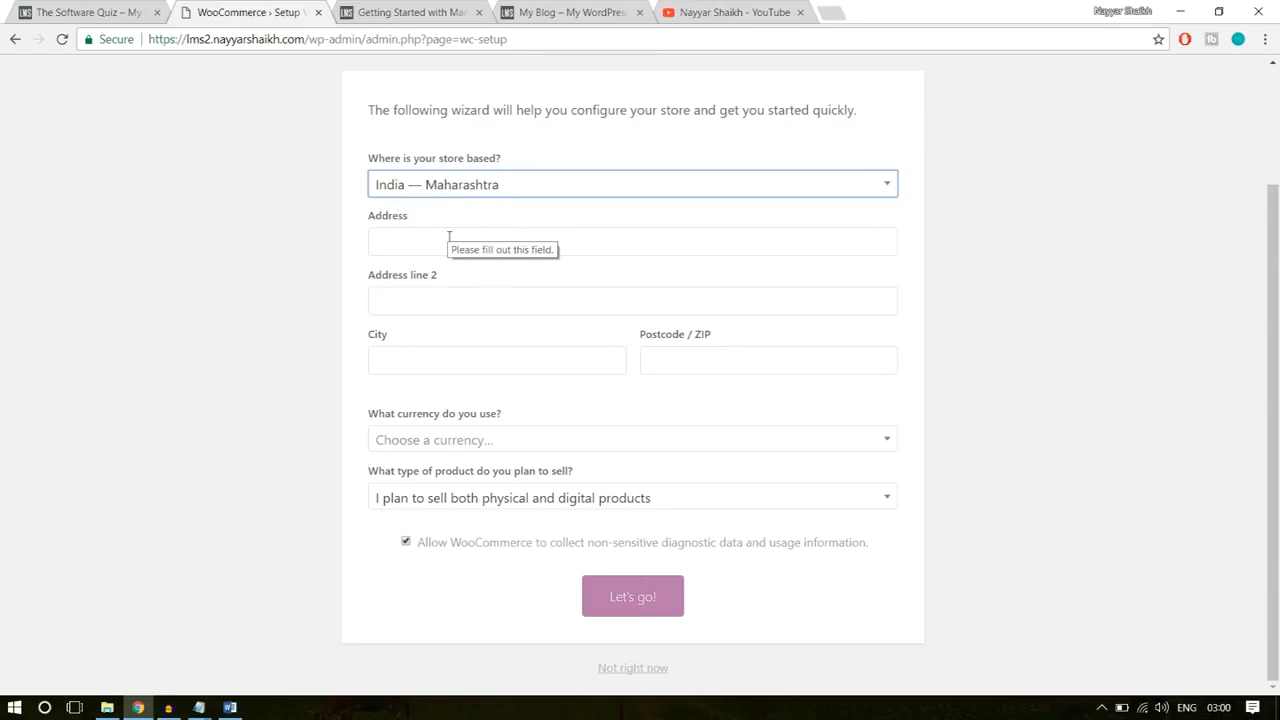 The Software Quiz – My
WooCommerce › Setup
Getting Started with Mar
My Blog – My WordPress
Nayyar Shaikh - YouTube
Nayyar Shaikh
Secure
https://lms2.nayyarshaikh.com/wp-admin/admin.php?page=wc-setup
The following wizard will help you configure your store and get you started quickly.
Where is your store based?
India — Maharashtra
Address
Please fill out this field.
Address line 2
City
Postcode / ZIP
What currency do you use?
Choose a currency...
What type of product do you plan to sell?
I plan to sell both physical and digital products
Allow WooCommerce to collect non-sensitive diagnostic data and usage information.
Let's go!
Not right now
ENG
03:00